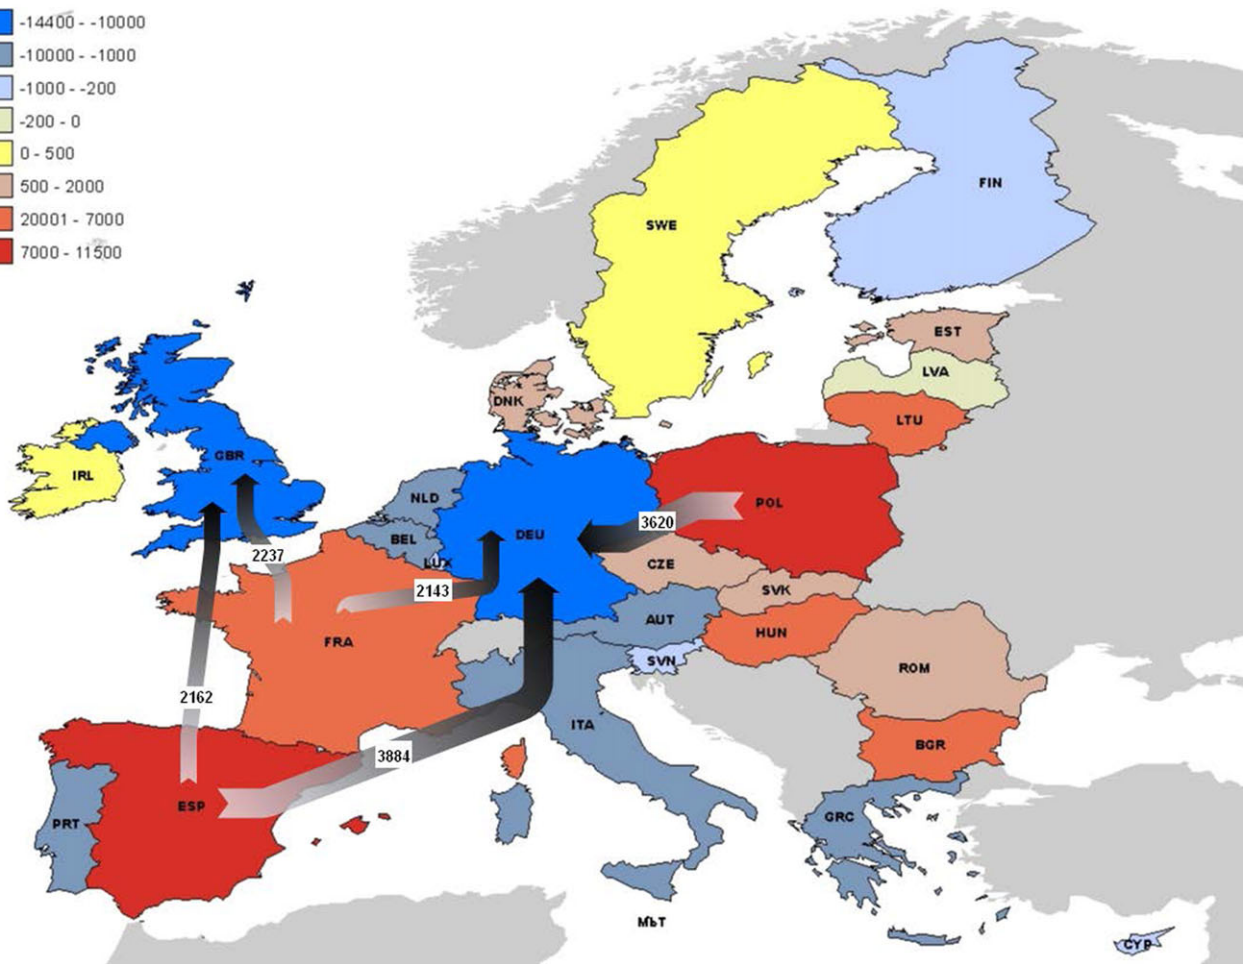 -14400 - -10000
-10000 - -1000
-1000 - -200
-200 - 0
0 - 500
500 - 2000
20001 - 7000
7000 - 11500
FIN
SWE
EST
LVA
DNK
LTU
GBR
IRL
NLD
POL
3620
DEU
BEL
2237
LUX
CZE
2143
SVK
AUT
HUN
FRA
SVN
ROM
2162
ITA
BGR
3884
ESP
GRC
PRT
CYP